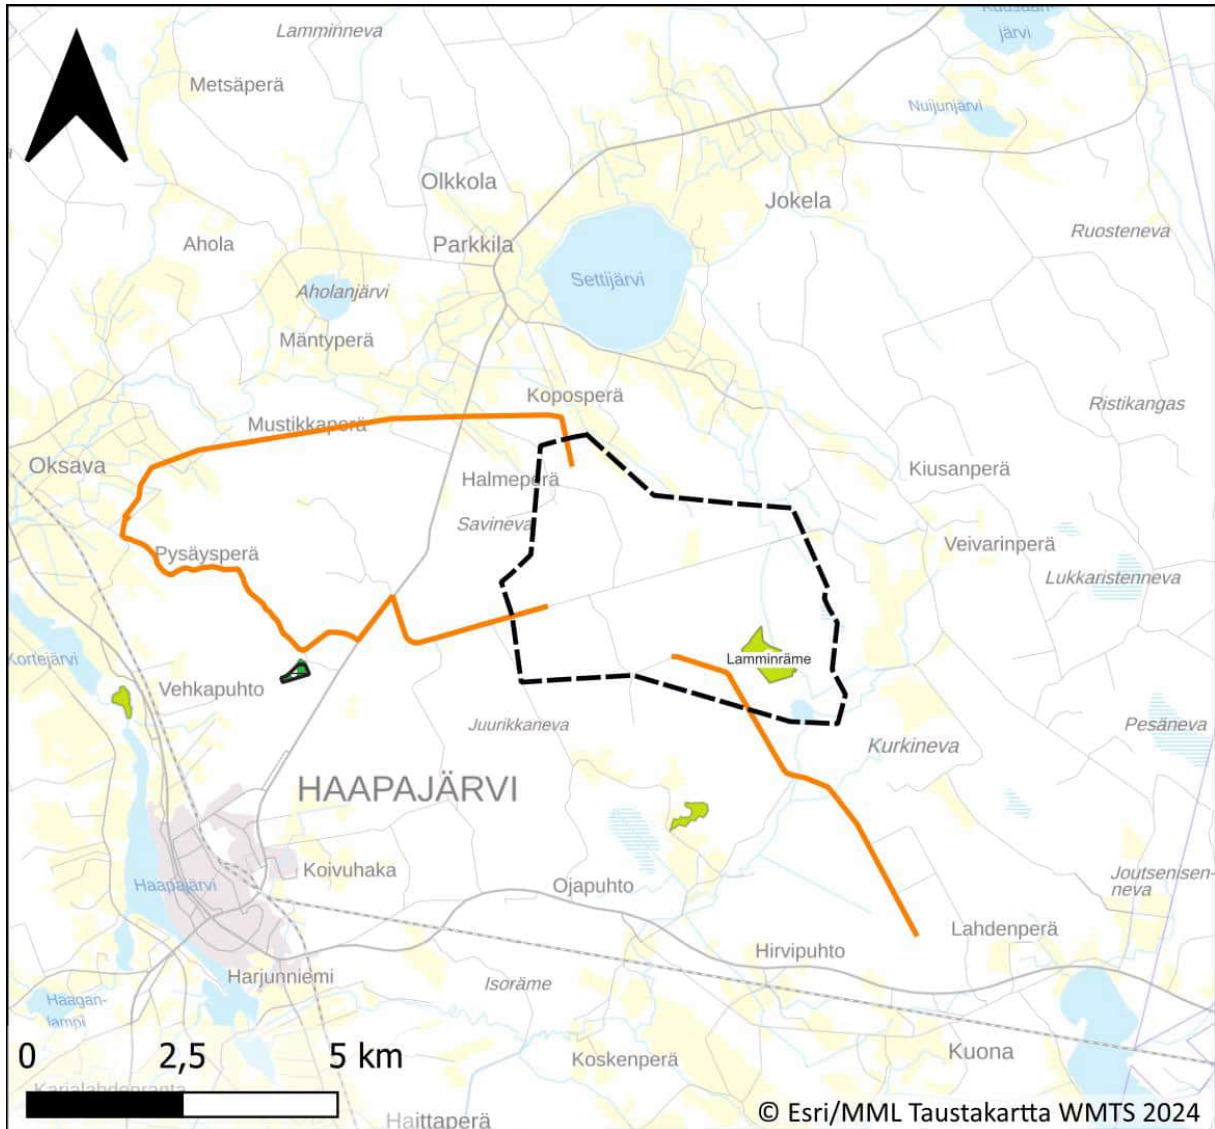 Lamminneva
Kuusaan-
järvi
Metsäperä
Nuijunjärvi
Olkkola
Jokela
Ruosteneva
Ahola
Parkkila
Settijärvi
Aholanjärvi
Mäntyperä
Koposperä
Ristikangas
Mustikkaperä
Oksava
Kiusanperä
Halmeperä
Savineva
Pysäysperä
Veivarinperä
Lukkaristenneva
Kortejärvi
Lamminräme
Vehkapuhto
Juurikkaneva
Pesäneva
Kurkineva
HAAPAJÄRVI
Koivuhaka
Haapajärvi
Ojapuhto
Joutsenisen-
neva
Lahdenperä
Hirvipuhto
Harjunniemi
Isoräme
Haagan-
lampi
0 2,5 5 km
Koskenperä
Kuona
Karjalahdenranta
© Esri/MML Taustakartta WMTS 2024
Haittaperä